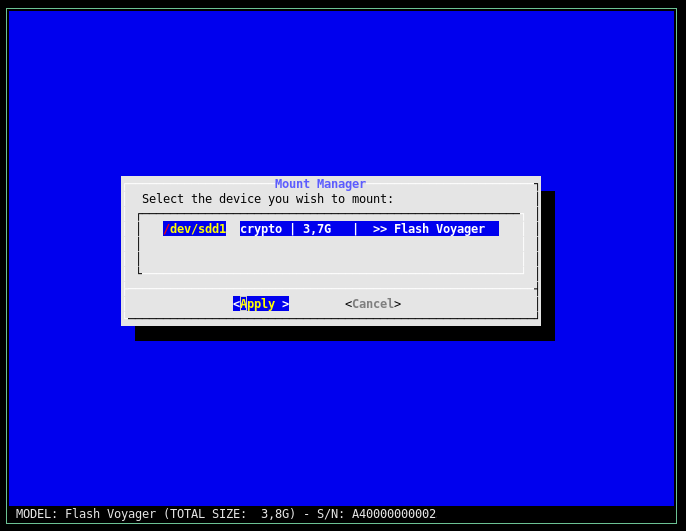 Mount Manager
Select the device you wish to mount:
/dev/sdd1 crypto | 3,7G | >> Flash Voyager
<Apply > <Cancel>
MODEL: Flash Voyager (TOTAL SIZE: 3,8G) - S/N: A40000000002